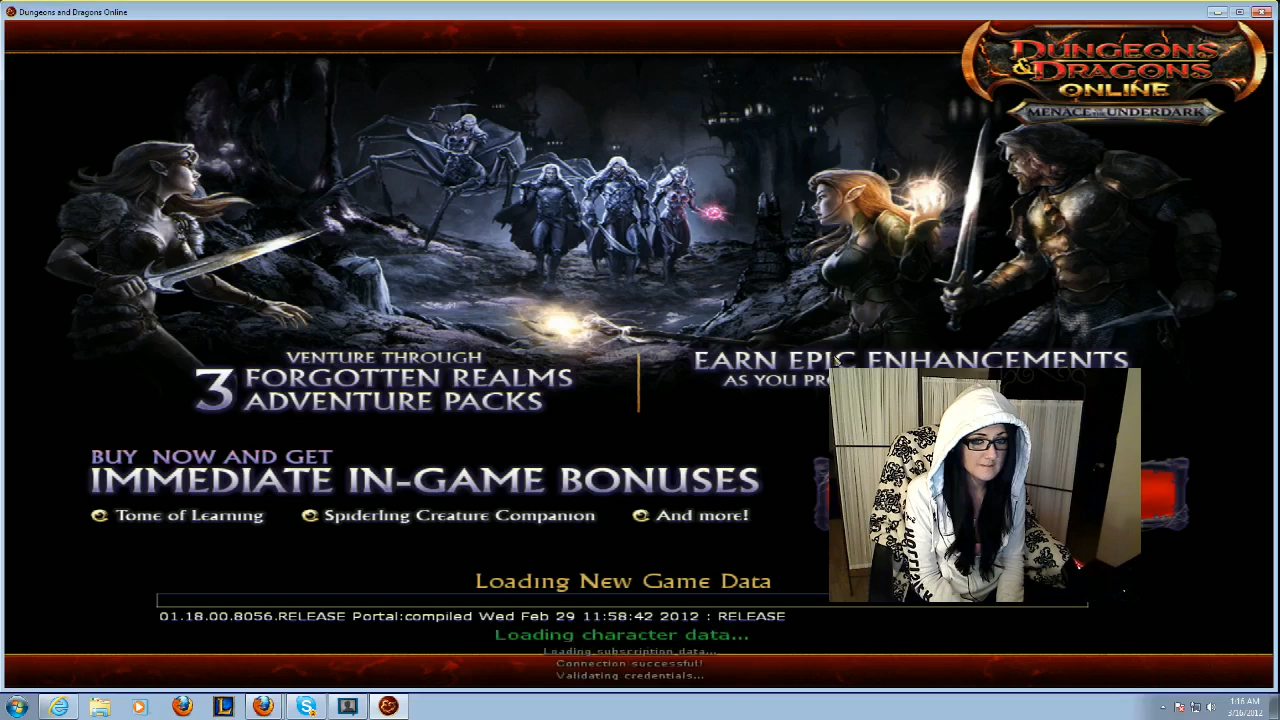 Dungeons and Dragons Online
DUNGEONS
& DRAGONS
ONLINE
MENACE OF THE UNDERDARK
VENTURE THROUGH
3 FORGOTTEN REALMS
ADVENTURE PACKS
EARN EPIC ENHANCEMENTS
AS YOU
BUY NOW AND GET
IMMEDIATE IN-GAME BONUSES
Tome of Learning
Spiderling Creature Companion
And more!
Loading New Game Data
01.18.00.8056.RELEASE Portal:compiled Wed Feb 29 11:58:42 2012 : RELEASE
Loading character data...
Loading subscription data...
Connection successful!
Validating credentials...
1:16 AM
3/16/2012